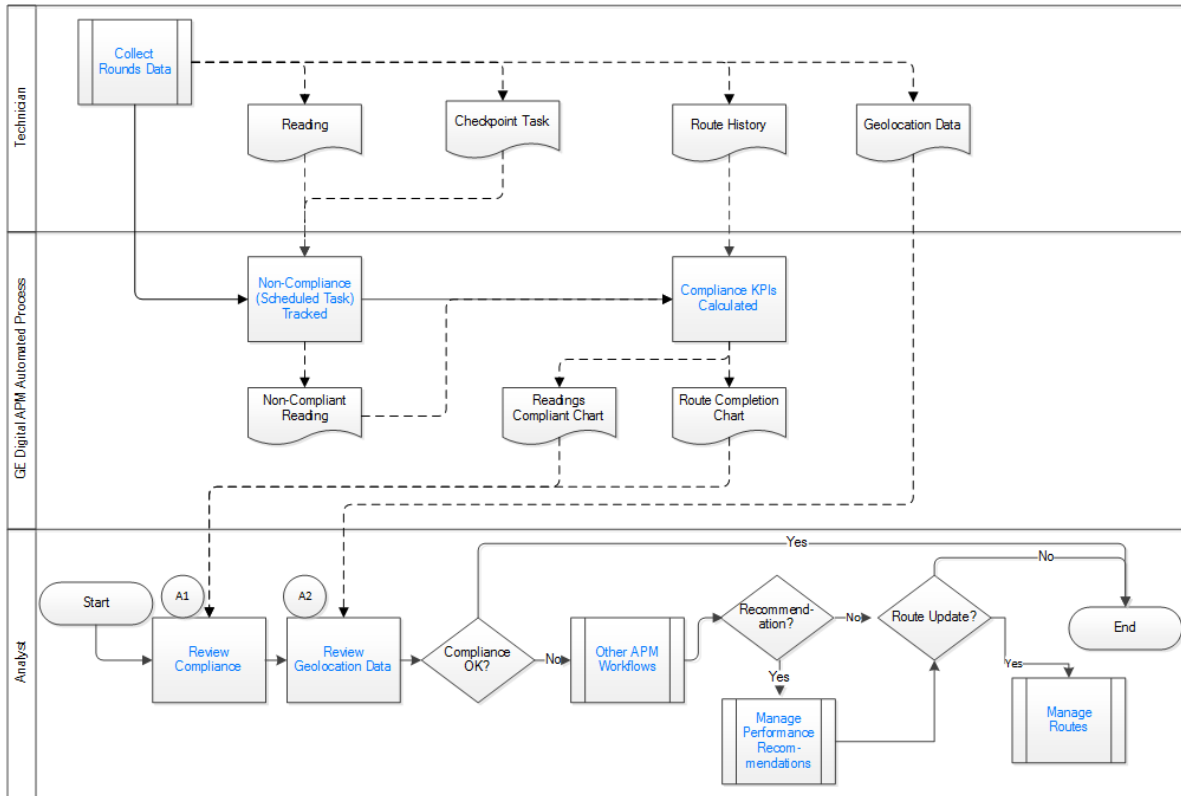 Technician
Collect
Rounds Data
Reading
Checkpoint Task
Route History
Geolocation Data
GE Digital APM Automated Process
Non-Compliance
(Scheduled Task)
Tracked
Compliance KPIs
Calculated
Non-Compliant
Reading
Readings
Compliant Chart
Route Completion
Chart
Analyst
Yes
No
Start
A1
A2
Review
Compliance
Review
Geolocation Data
Compliance
OK?
No
Other APM
Workflows
Recommend-
ation?
No
Route Update?
End
Yes
Yes
Manage
Performance
Recom-
mendations
Manage
Routes